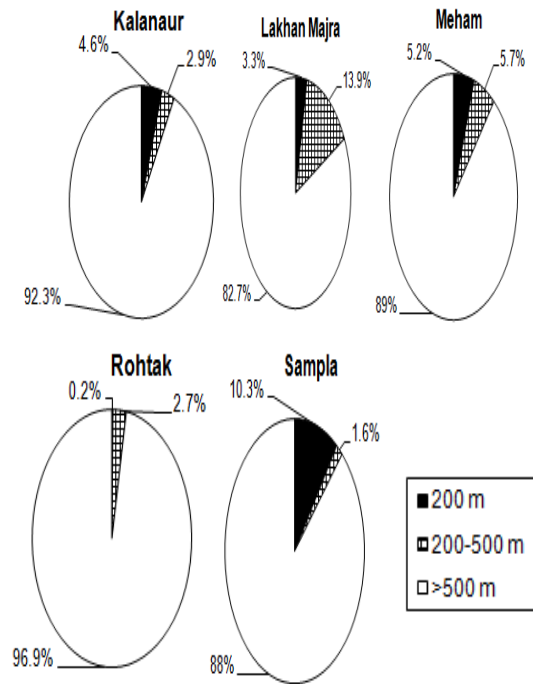 Kalanaur
4.6%
2.9%
92.3%
Lakhan Majra
3.3%
13.9%
82.7%
Meham
5.2%
5.7%
89%
Rohtak
0.2%
2.7%
96.9%
Sampla
10.3%
1.6%
88%
200 m
200-500 m
>500 m